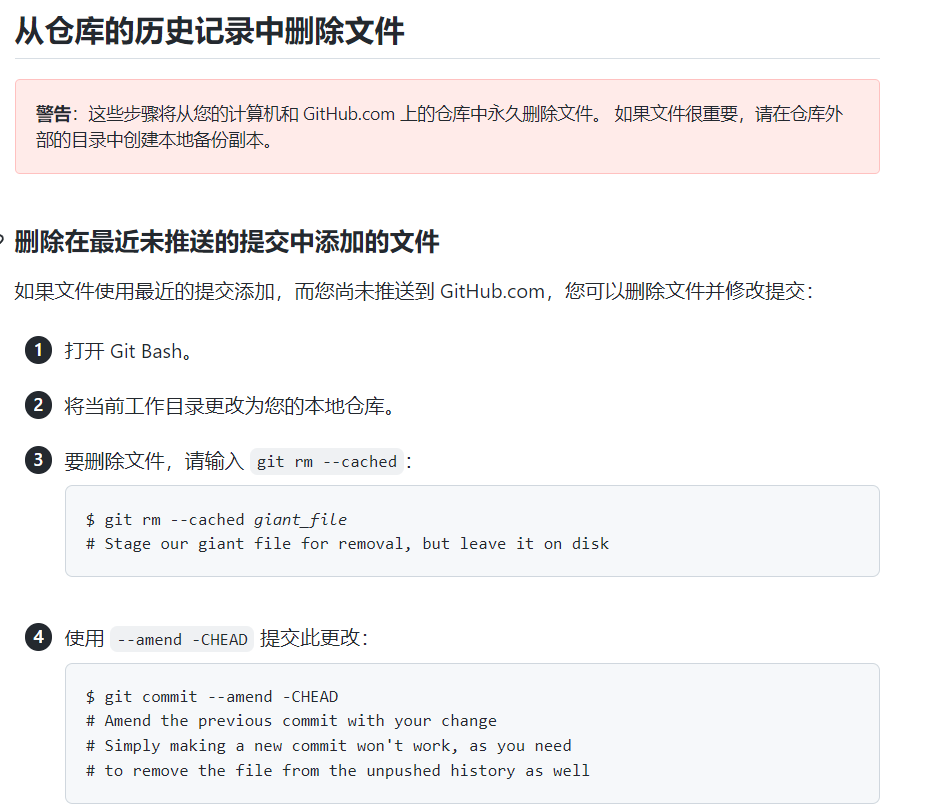 从仓库的历史记录中删除文件
警告：这些步骤将从您的计算机和 GitHub.com 上的仓库中永久删除文件。 如果文件很重要，请在仓库外
部的目录中创建本地备份副本。
删除在最近未推送的提交中添加的文件
如果文件使用最近的提交添加，而您尚未推送到 GitHub.com，您可以删除文件并修改提交：
1 打开 Git Bash。
2 将当前工作目录更改为您的本地仓库。
3 要删除文件，请输入 git rm --cached：
$ git rm --cached giant_file
# Stage our giant file for removal, but leave it on disk
4 使用 --amend -CHEAD 提交此更改：
$ git commit --amend -CHEAD
# Amend the previous commit with your change
# Simply making a new commit won't work, as you need
# to remove the file from the unpushed history as well